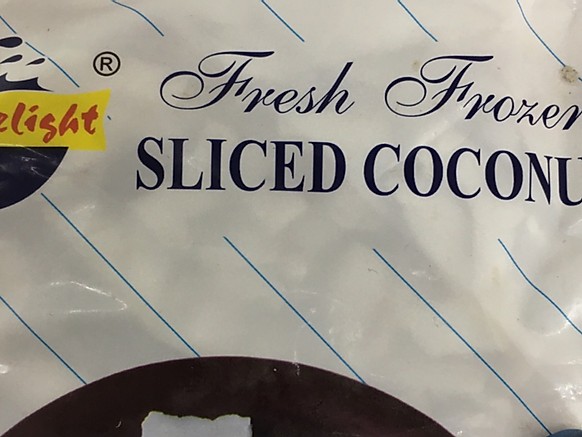 Fresh Frozen
SLICED COCONU
elight
®